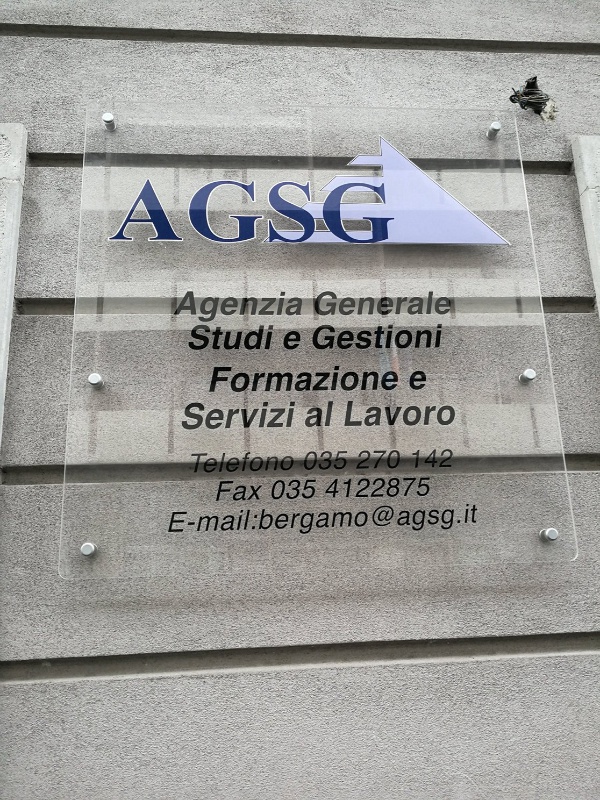 AGSG
Agenzia Generale
Studi e Gestioni
Formazione e
Servizi al Lavoro
Telefono 035 270 142
Fax 035 4122875
E-mail:bergamo@agsg.it